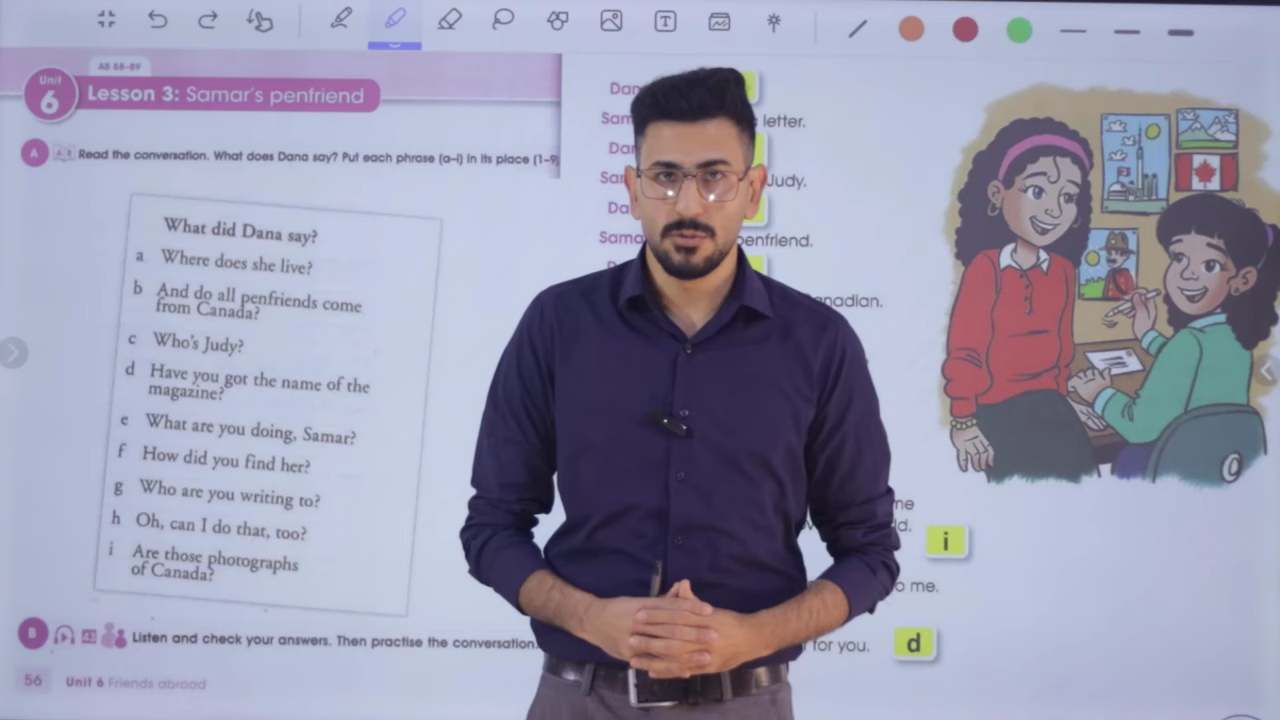 AB 88-89
Unit
6
Lesson 3: Samar's penfriend
A Read the conversation. What does Dana say? Put each phrase (a–i) in its place (1–9)
What did Dana say?
a Where does she live?
b And do all penfriends come
from Canada?
c Who's Judy?
d Have you got the name of the
magazine?
e What are you doing, Samar?
f How did you find her?
g Who are you writing to?
h Oh, can I do that, too?
i Are those photographs
of Canada?
B 43 Listen and check your answers. Then practise the conversation.
56 Unit 6 Friends abroad
Dan
Sam letter.
Dan
Sam Judy.
Da
Sama penfriend.
anadian.
me
d.
i
o me.
for you.
d